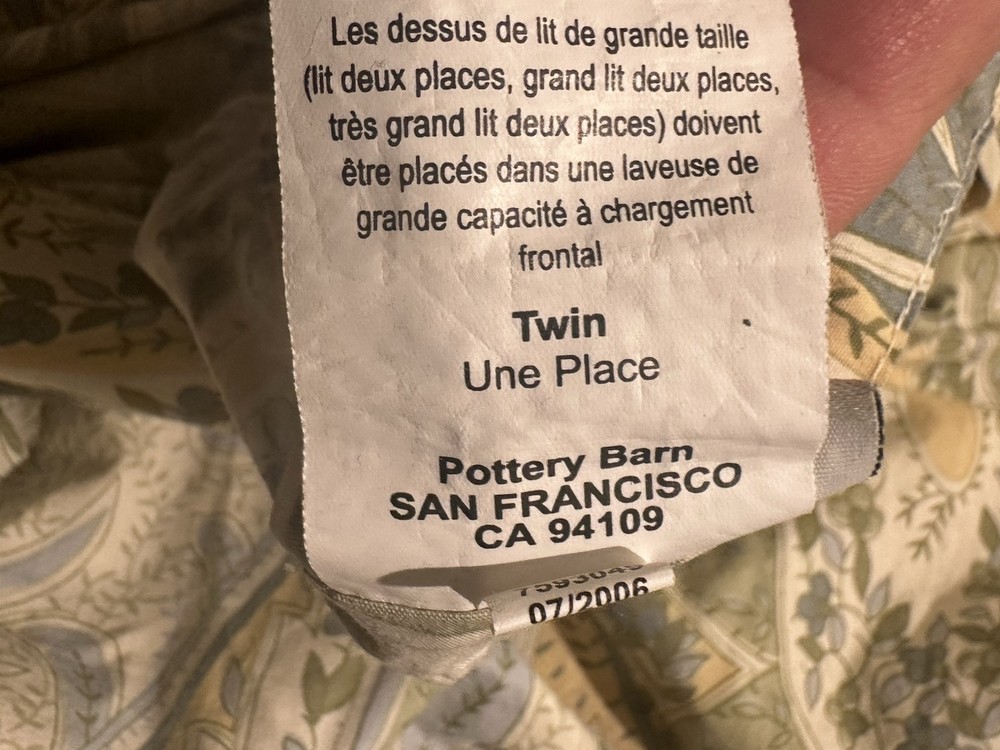 Les dessus de lit de grande taille
(lit deux places, grand lit deux places,
très grand lit deux places) doivent
être placés dans une laveuse de
grande capacité à chargement
frontal
Twin
Une Place
Pottery Barn
SAN FRANCISCO
CA 94109
07/2006